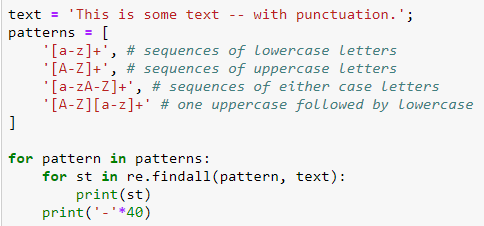 text = 'This is some text -- with punctuation.';
patterns = [
    '[a-z]+', # sequences of lowercase letters
    '[A-Z]+', # sequences of uppercase letters
    '[a-zA-Z]+', # sequences of either case letters
    '[A-Z][a-z]+' # one uppercase followed by lowercase
]

for pattern in patterns:
    for st in re.findall(pattern, text):
        print(st)
    print('-'*40)